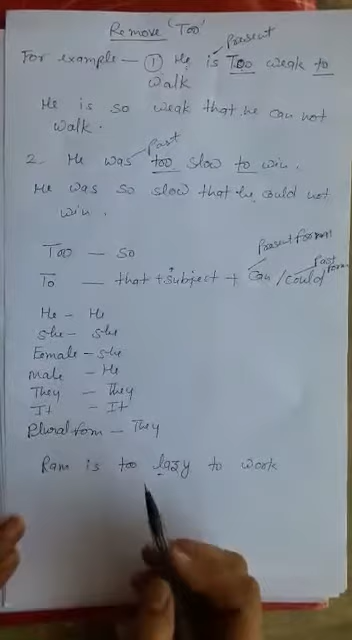 Remove 'Too'
Present
For example — ① He is Too weak to
walk
He is so weak that he can not
walk.
Past
2. He was too slow to win.
He was so slow that he could not
win.
Present form
Too — so
Past form
To — that + subject + Can / Could
He — He
She — She
Female — She
male — He
They — They
It — It
Plural form — They
Ram is too lazy to work